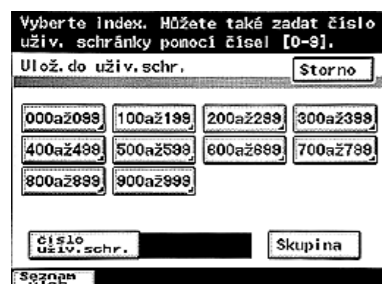 Vyberte index. Můžete také zadat číslo
uživ. schránky pomocí čísel [0-9].
Ulož.do uživ.schr.
Storno
000až099 100až199 200až299 300až399
400až499 500až599 600až699 700až799
800až899 900až999
číslo
uživ.schr.
Skupina
Seznam
úloh